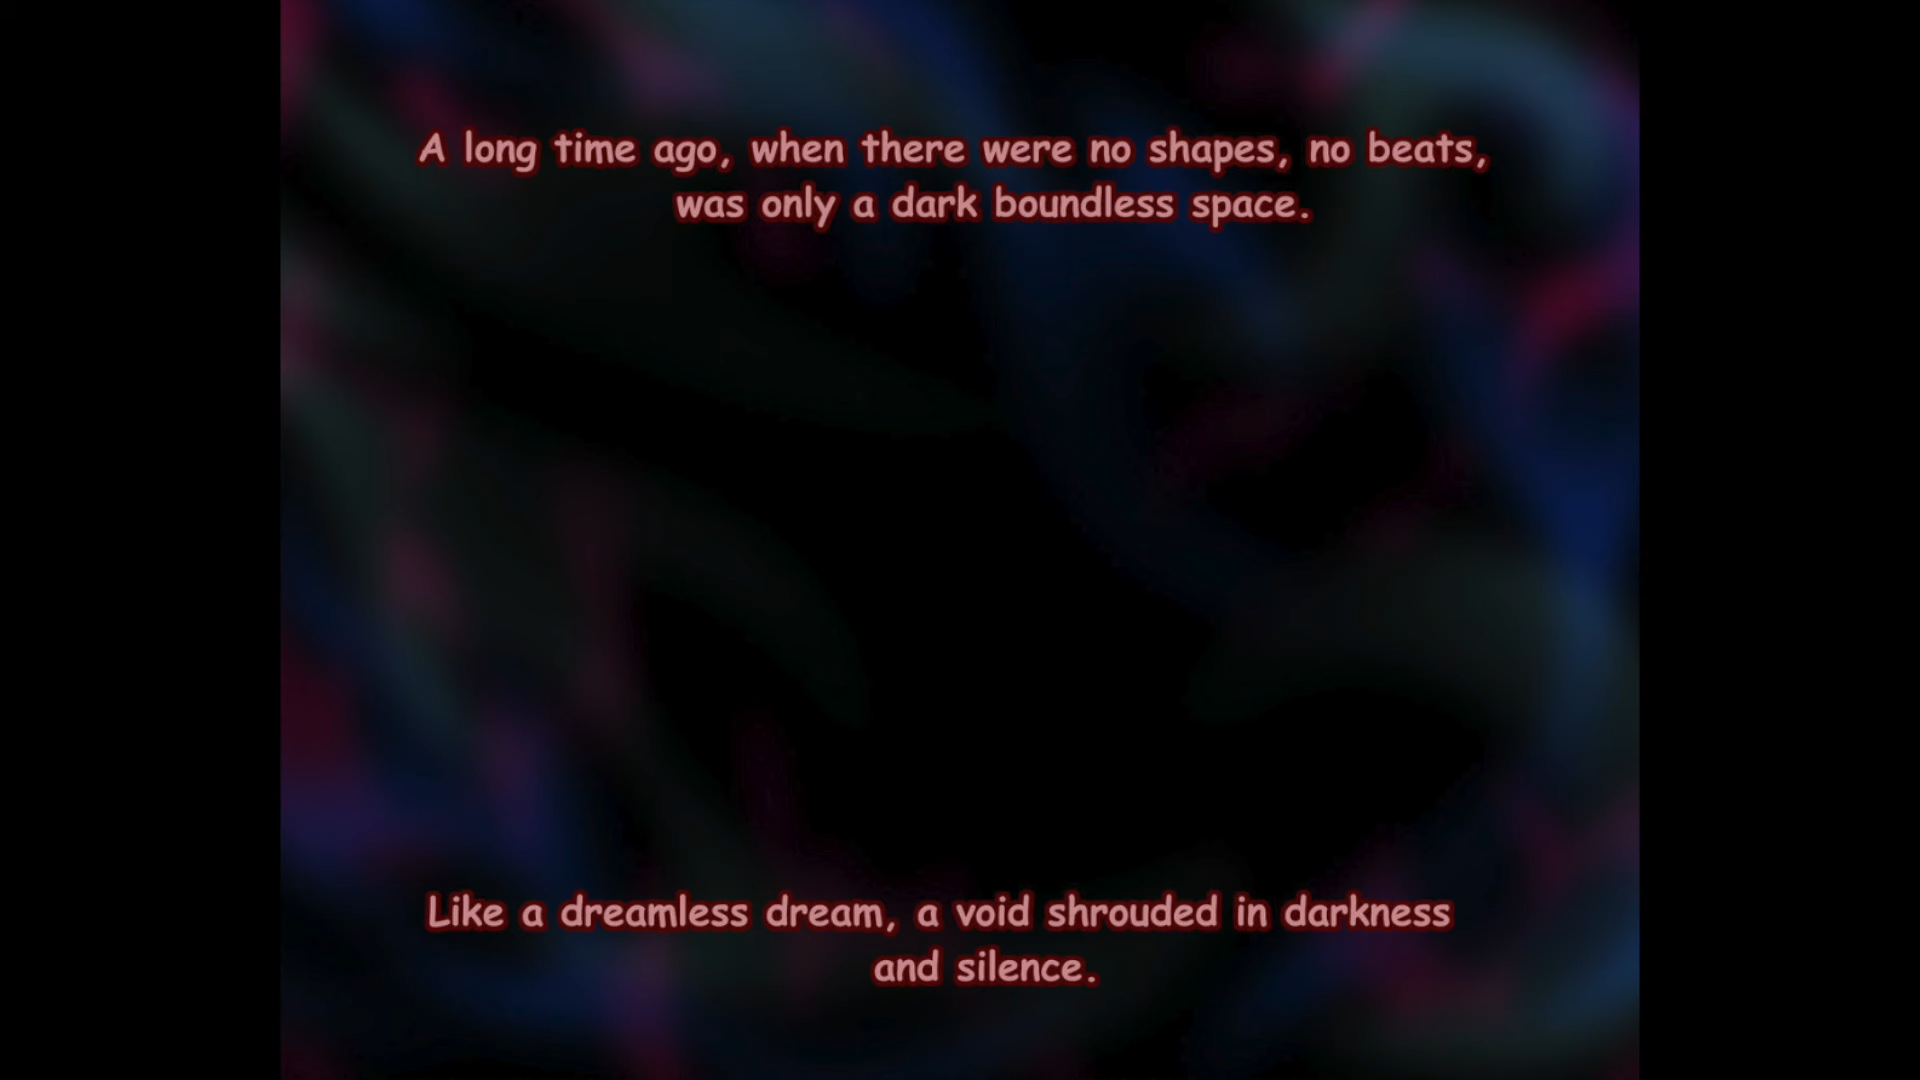 A long time ago, when there were no shapes, no beats,
was only a dark boundless space.
Like a dreamless dream, a void shrouded in darkness
and silence.